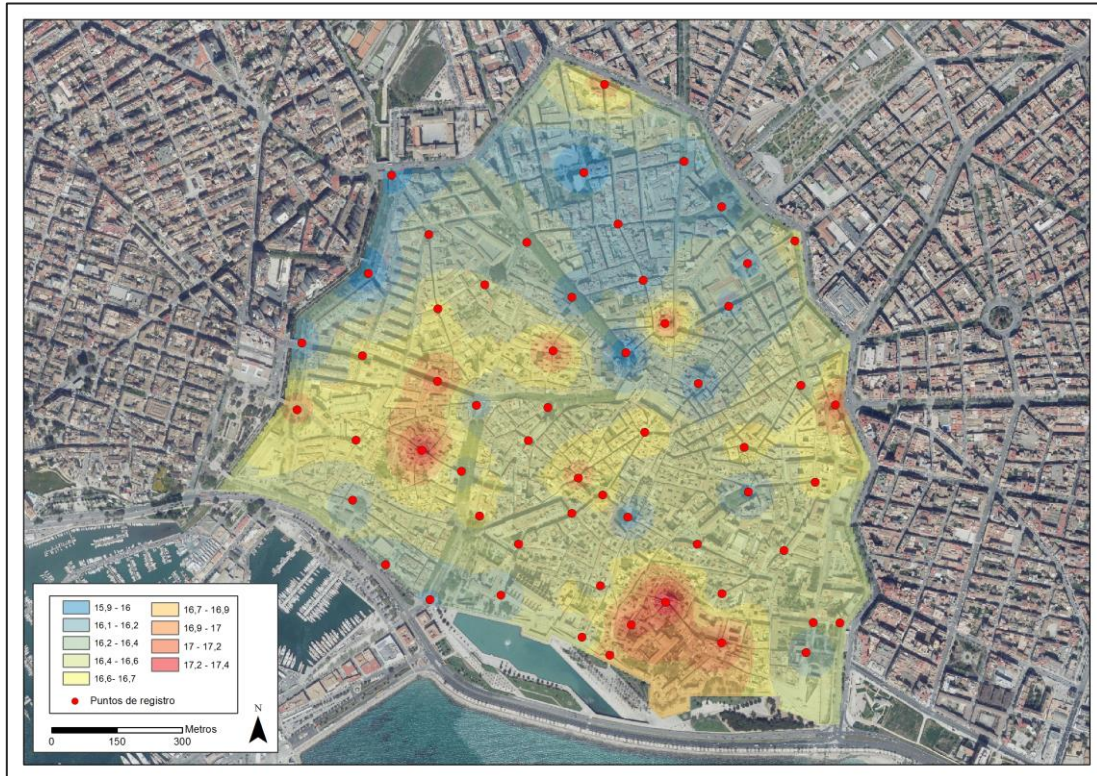 15,9 - 16
16,1 - 16,2
16,2 - 16,4
16,4 - 16,6
16,6- 16,7
16,7 - 16,9
16,9 - 17
17 - 17,2
17,2 - 17,4
Puntos de registro
N
Metros
0 150 300